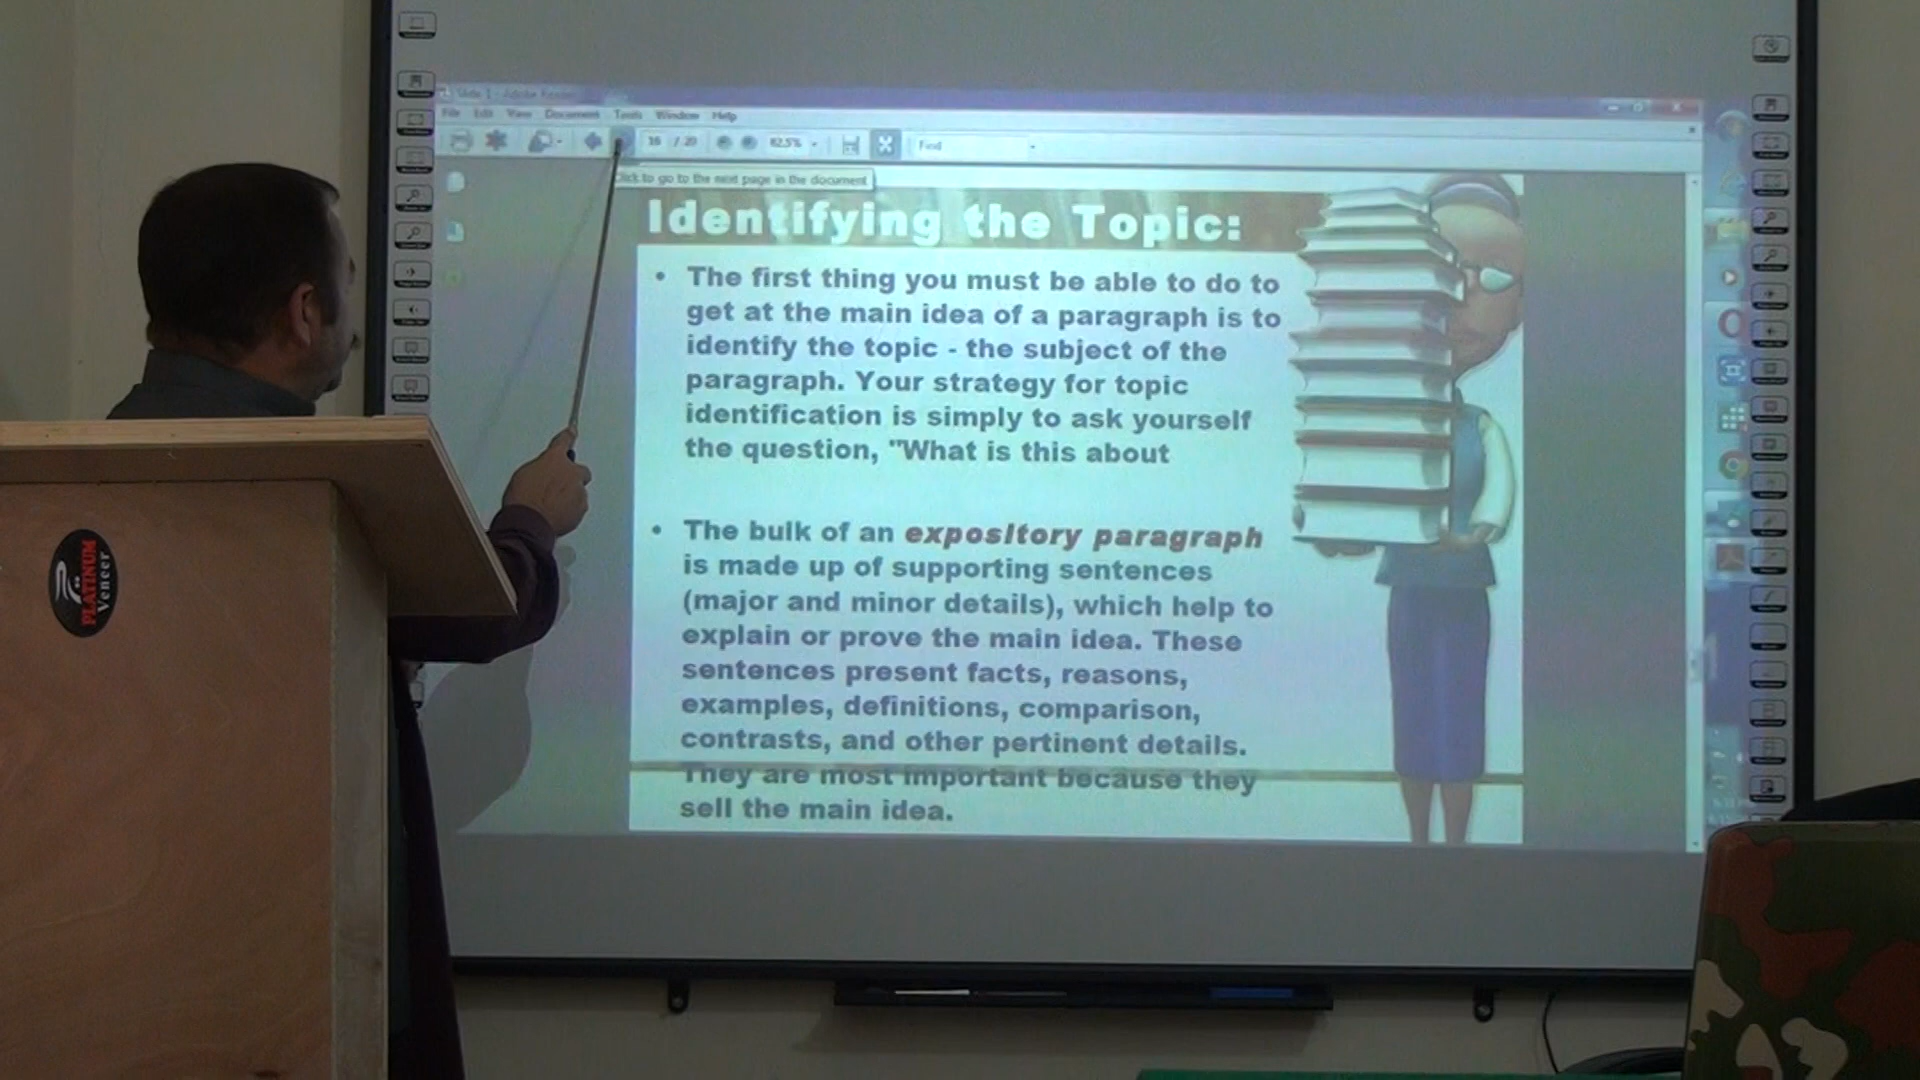 Slide 1 - Adobe Reader
File Edit View Document Tools Window Help
16 / 20 82.5% Find
Click to go to the next page in the document
Identifying the Topic:
• The first thing you must be able to do to
get at the main idea of a paragraph is to
identify the topic - the subject of the
paragraph. Your strategy for topic
identification is simply to ask yourself
the question, "What is this about
• The bulk of an expository paragraph
is made up of supporting sentences
(major and minor details), which help to
explain or prove the main idea. These
sentences present facts, reasons,
examples, definitions, comparison,
contrasts, and other pertinent details.
They are most important because they
sell the main idea.
PLATINUM
Veneer